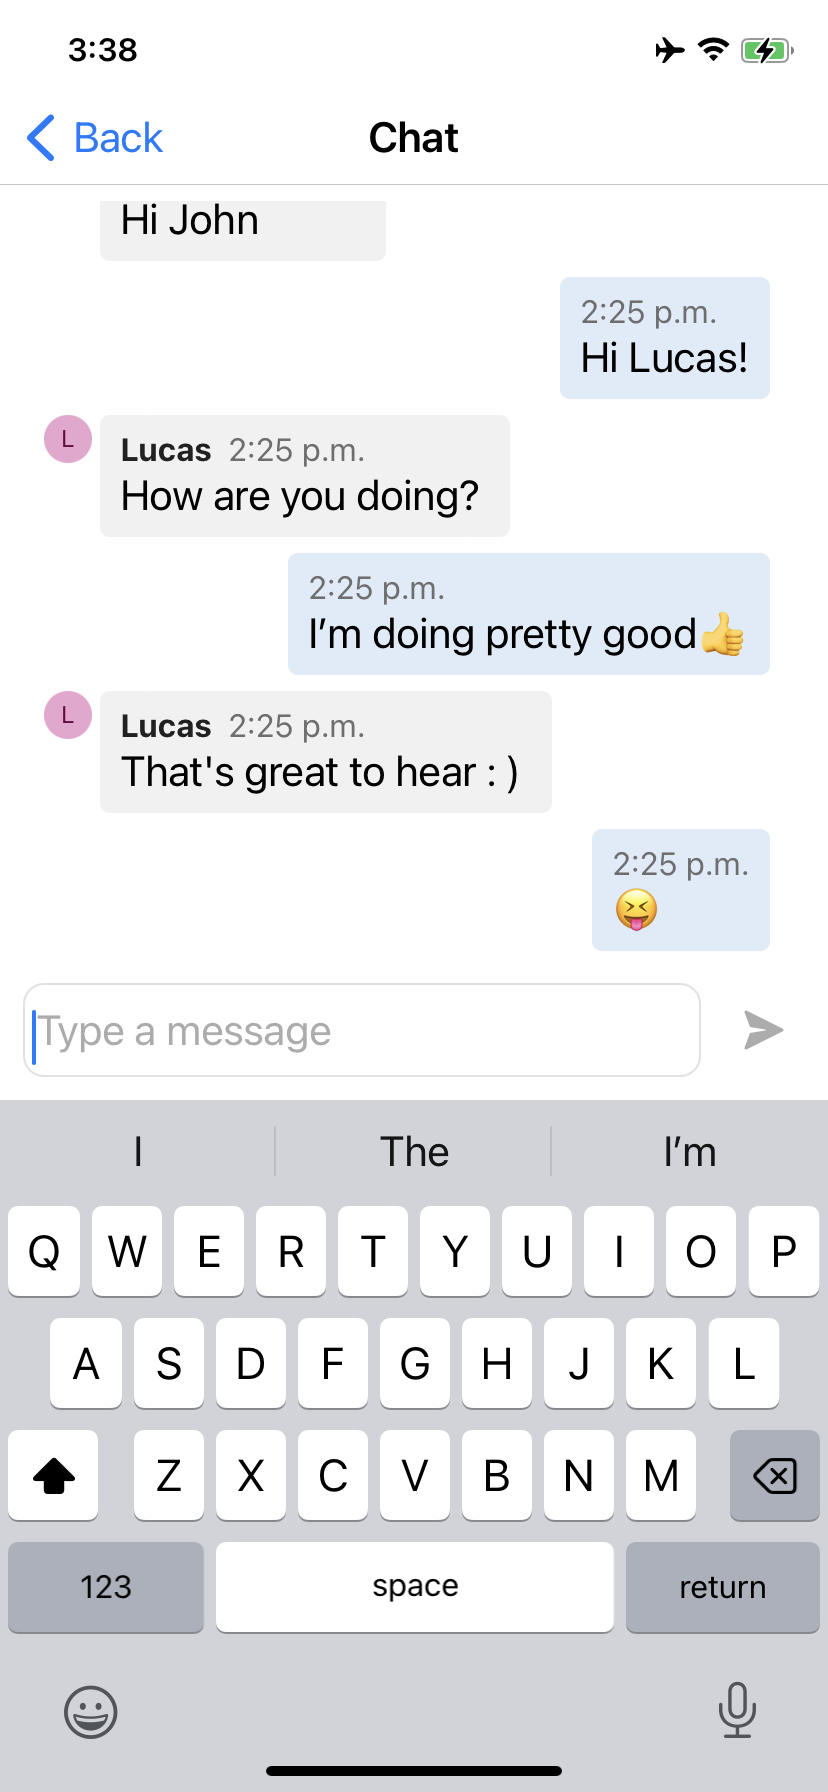 3:38
Back
Chat
Hi John
2:25 p.m.
Hi Lucas!
L
Lucas 2:25 p.m.
How are you doing?
2:25 p.m.
I’m doing pretty good👍
L
Lucas 2:25 p.m.
That's great to hear : )
2:25 p.m.
😝
Type a message
I The I’m
Q W E R T Y U I O P
A S D F G H J K L
Z X C V B N M
123 space return